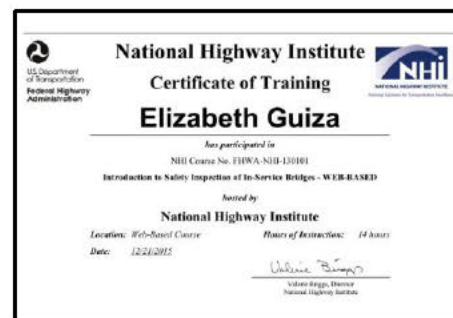 U.S. Department
of Transportation
Federal Highway
Administration
National Highway Institute
Certificate of Training
NHI
NATIONAL HIGHWAY INSTITUTE
Elizabeth Guiza
has participated in
NHI Course No. FHWA-NHI-130101
Introduction to Safety Inspection of In-Service Bridges - WEB-BASED
hosted by
National Highway Institute
Location: Web-Based Course Hours of Instruction: 14 hours
Date: 12/21/2015
Valerie Briggs
Valerie Briggs, Director
National Highway Institute